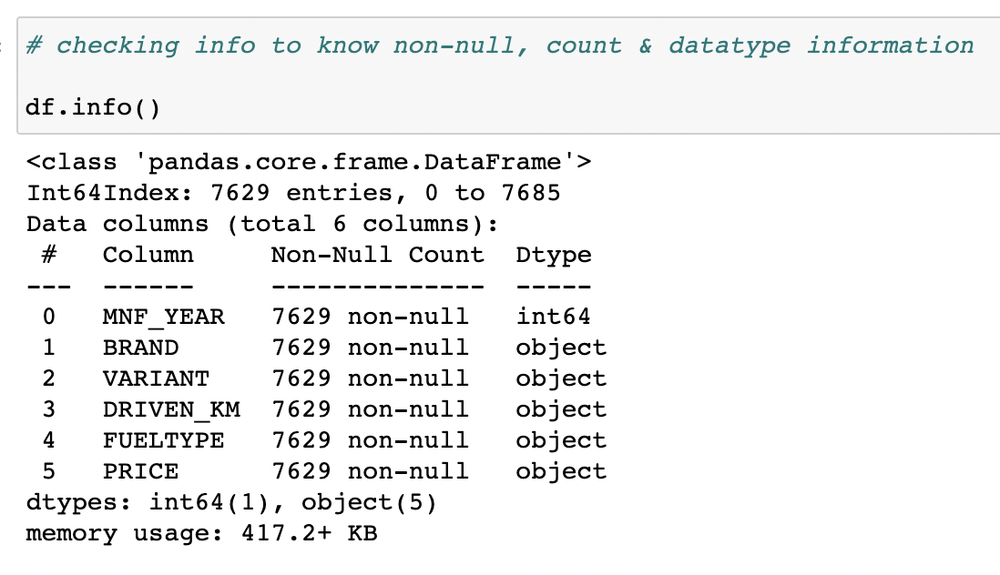 # checking info to know non-null, count & datatype information
df.info()
<class 'pandas.core.frame.DataFrame'>
Int64Index: 7629 entries, 0 to 7685
Data columns (total 6 columns):
 #   Column     Non-Null Count  Dtype
---  ------     --------------  -----
 0   MNF_YEAR   7629 non-null   int64
 1   BRAND      7629 non-null   object
 2   VARIANT    7629 non-null   object
 3   DRIVEN_KM  7629 non-null   object
 4   FUELTYPE   7629 non-null   object
 5   PRICE      7629 non-null   object
dtypes: int64(1), object(5)
memory usage: 417.2+ KB